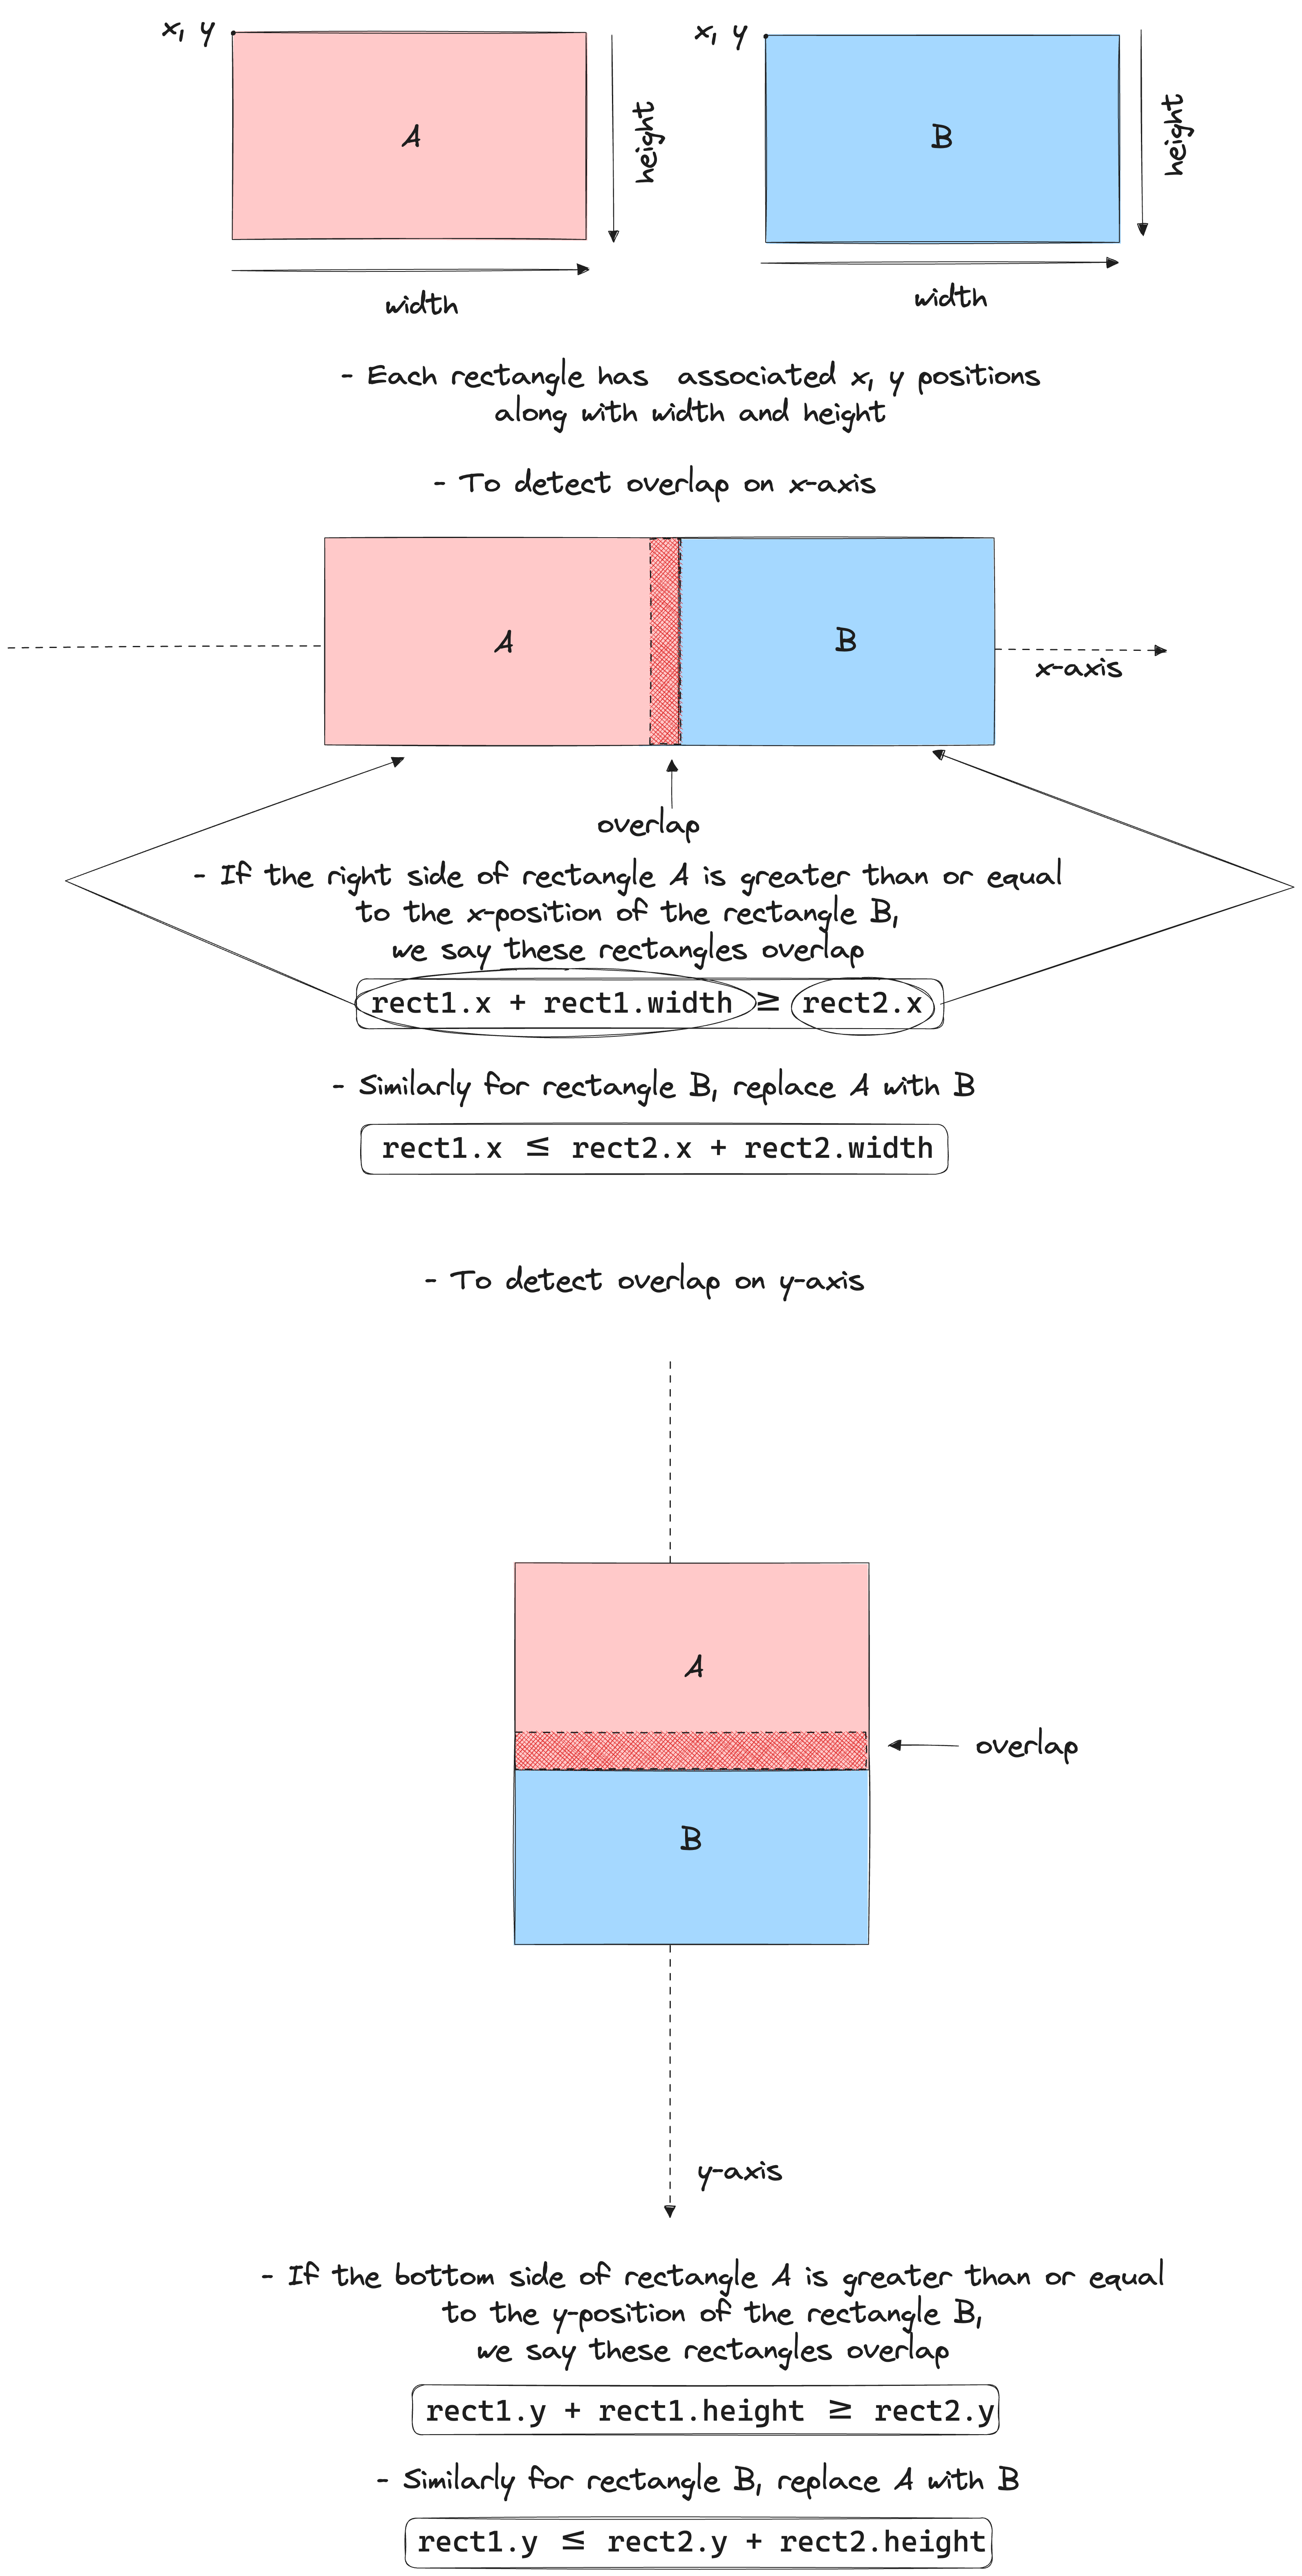 x, y
A
height
width
x, y
B
height
width
- Each rectangle has associated x, y positions
along with width and height
- To detect overlap on x-axis
A
B
x-axis
overlap
- If the right side of rectangle A is greater than or equal
to the x-position of the rectangle B,
we say these rectangles overlap
rect1.x + rect1.width ≥ rect2.x
- Similarly for rectangle B, replace A with B
rect1.x ≤ rect2.x + rect2.width
- To detect overlap on y-axis
A
overlap
B
y-axis
- If the bottom side of rectangle A is greater than or equal
to the y-position of the rectangle B,
we say these rectangles overlap
rect1.y + rect1.height ≥ rect2.y
- Similarly for rectangle B, replace A with B
rect1.y ≤ rect2.y + rect2.height